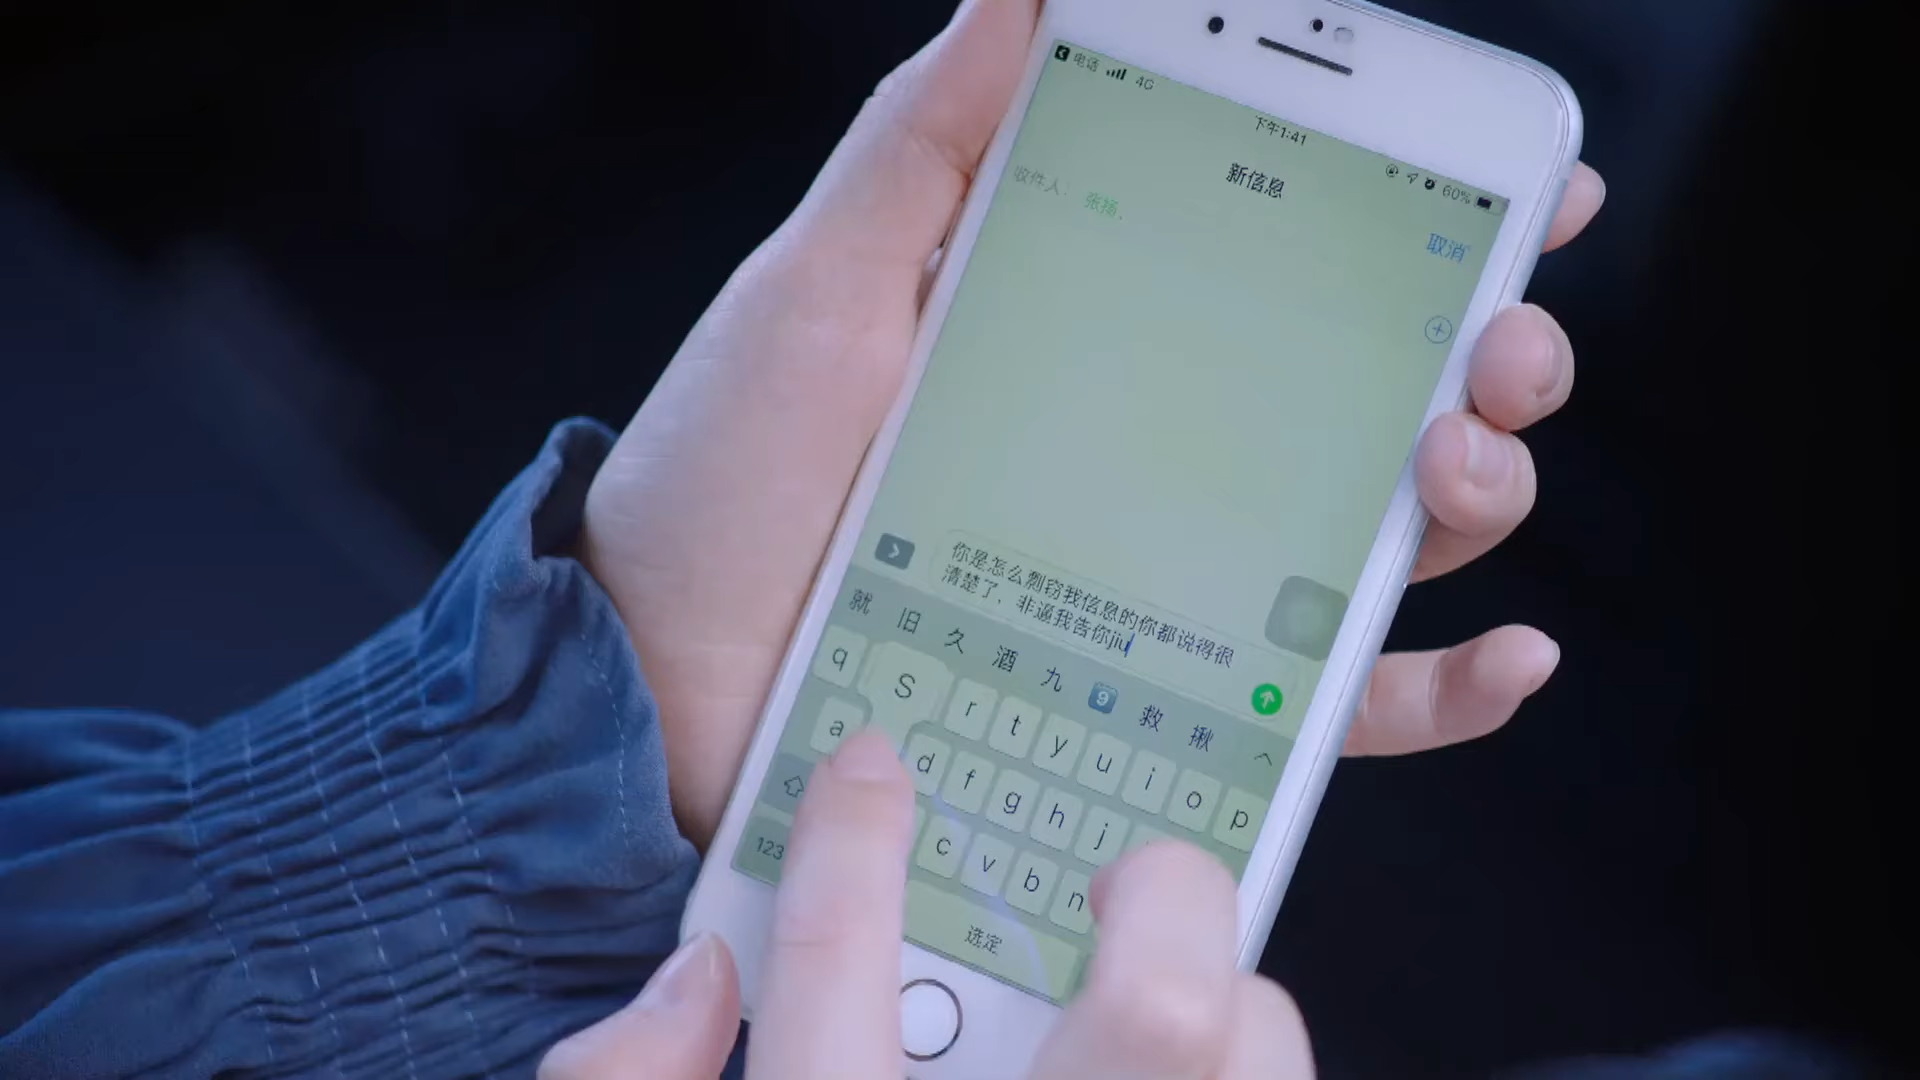 电话 4G
下午1:41
60%
新信息
收件人： 张扬、
取消
你是怎么剽窃我信息的你都说得很
清楚了，非逼我告你jiu
就 旧 久 酒 九 9 救 揪
q S r t y u i o p
a d f g h j
c v b n
123 选定